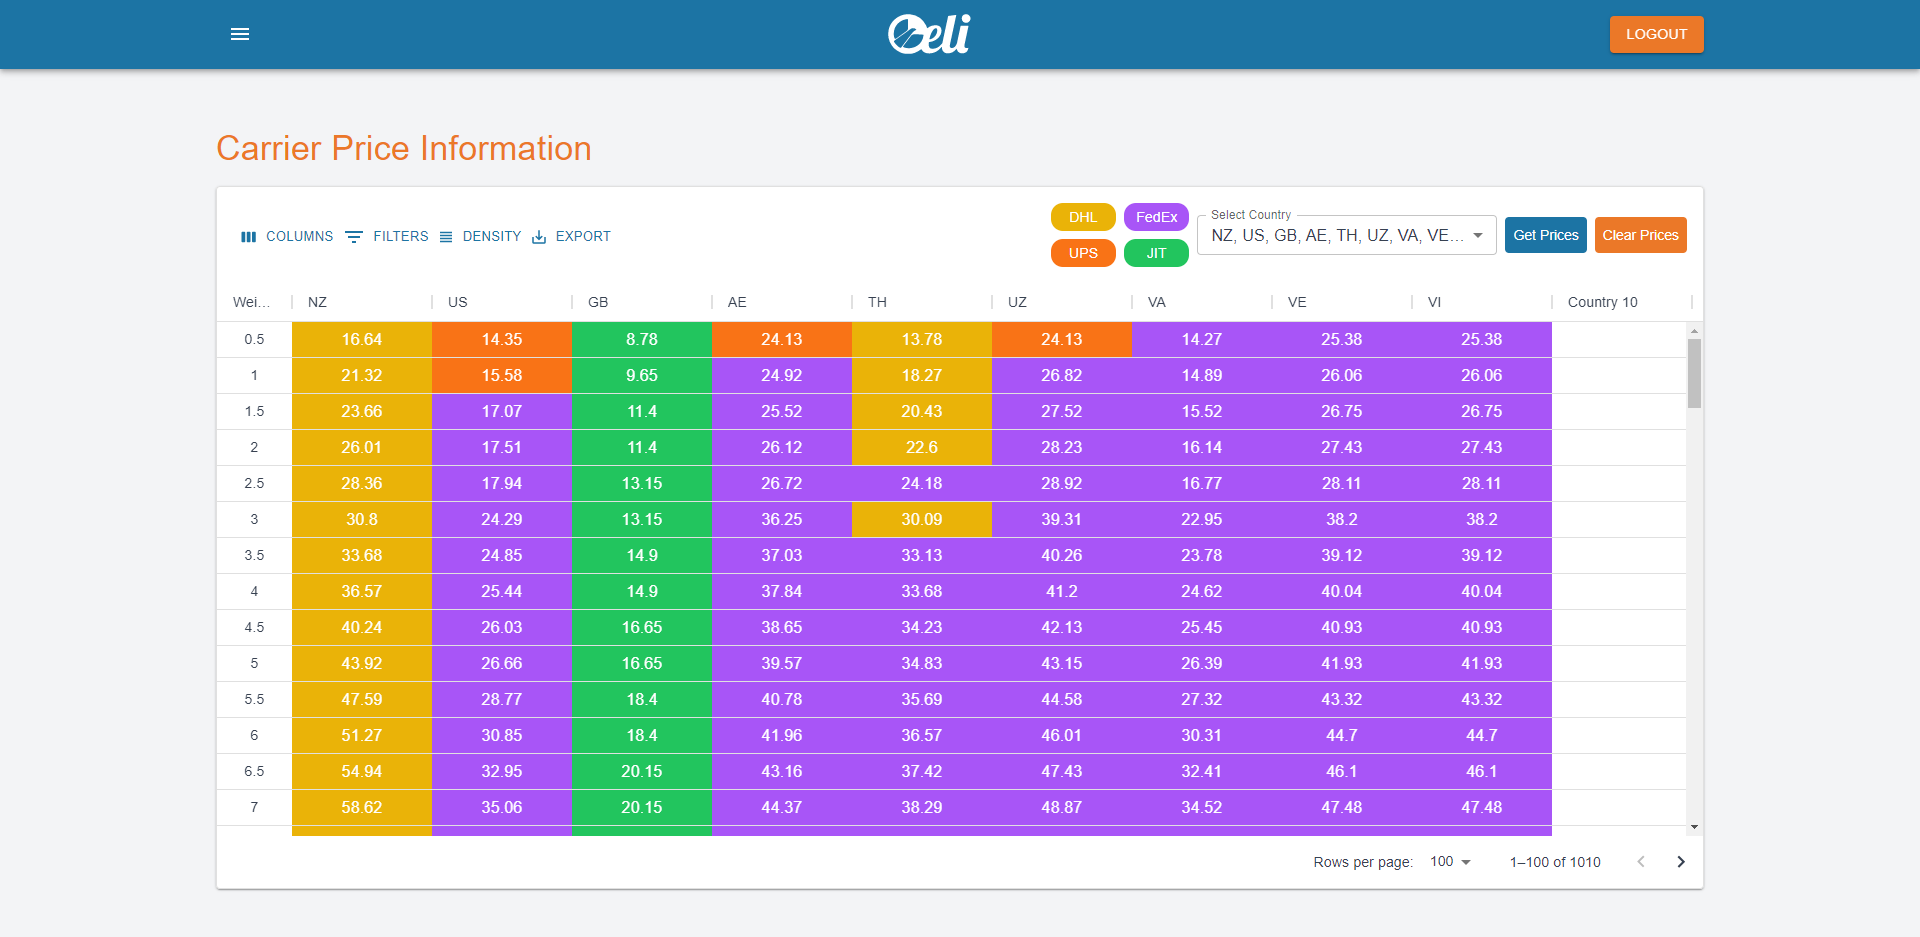 Oeli
LOGOUT
Carrier Price Information
COLUMNS FILTERS DENSITY EXPORT
DHL FedEx
UPS JIT
Select Country
NZ, US, GB, AE, TH, UZ, VA, VE...
Get Prices Clear Prices
Wei... NZ US GB AE TH UZ VA VE VI Country 10
0.5 16.64 14.35 8.78 24.13 13.78 24.13 14.27 25.38 25.38
1 21.32 15.58 9.65 24.92 18.27 26.82 14.89 26.06 26.06
1.5 23.66 17.07 11.4 25.52 20.43 27.52 15.52 26.75 26.75
2 26.01 17.51 11.4 26.12 22.6 28.23 16.14 27.43 27.43
2.5 28.36 17.94 13.15 26.72 24.18 28.92 16.77 28.11 28.11
3 30.8 24.29 13.15 36.25 30.09 39.31 22.95 38.2 38.2
3.5 33.68 24.85 14.9 37.03 33.13 40.26 23.78 39.12 39.12
4 36.57 25.44 14.9 37.84 33.68 41.2 24.62 40.04 40.04
4.5 40.24 26.03 16.65 38.65 34.23 42.13 25.45 40.93 40.93
5 43.92 26.66 16.65 39.57 34.83 43.15 26.39 41.93 41.93
5.5 47.59 28.77 18.4 40.78 35.69 44.58 27.32 43.32 43.32
6 51.27 30.85 18.4 41.96 36.57 46.01 30.31 44.7 44.7
6.5 54.94 32.95 20.15 43.16 37.42 47.43 32.41 46.1 46.1
7 58.62 35.06 20.15 44.37 38.29 48.87 34.52 47.48 47.48
Rows per page: 100 1–100 of 1010